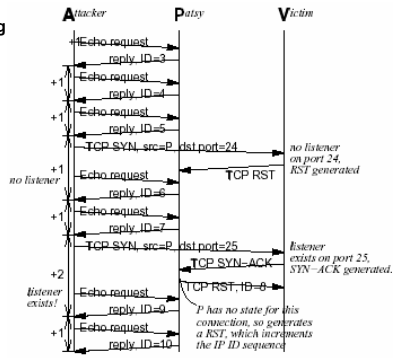 g
Attacker Patsy Victim
+1 Echo request
reply, ID=3
Echo request
+1
reply, ID=4
Echo request
+1
reply, ID=5
TCP SYN, src=P, dst port=24
no listener
on port 24,
RST generated
+1
TCP RST
Echo request
no listener
reply, ID=6
Echo request
+1
reply, ID=7
TCP SYN, src=P, dst port=25
listener
exists on port 25,
SYN-ACK generated.
TCP SYN-ACK
+2
TCP RST, ID=8
listener
exists!
Echo request
reply, ID=9
P has no state for this
connection, so generates
a RST, which increments
the IP ID sequence
Echo request
+1
reply, ID=10